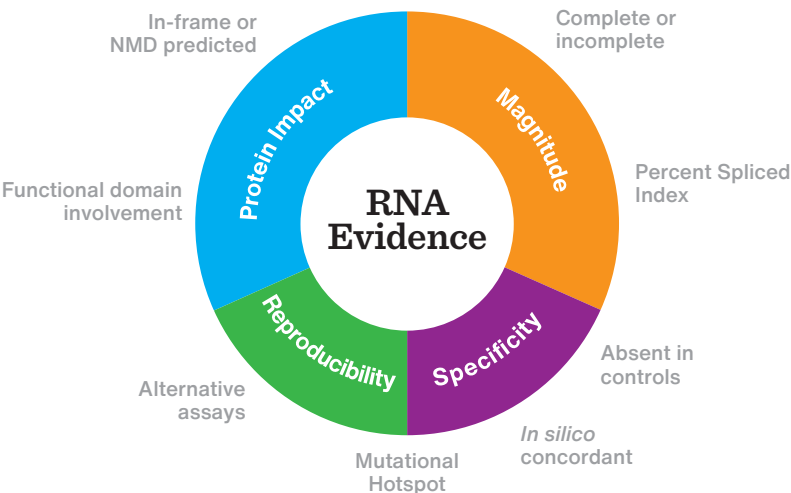 In-frame or
NMD predicted
Complete or
incomplete
Protein Impact
Magnitude
Percent Spliced
Index
Functional domain
involvement
RNA
Evidence
Reproducibility
Specificity
Absent in
controls
Alternative
assays
In silico
concordant
Mutational
Hotspot